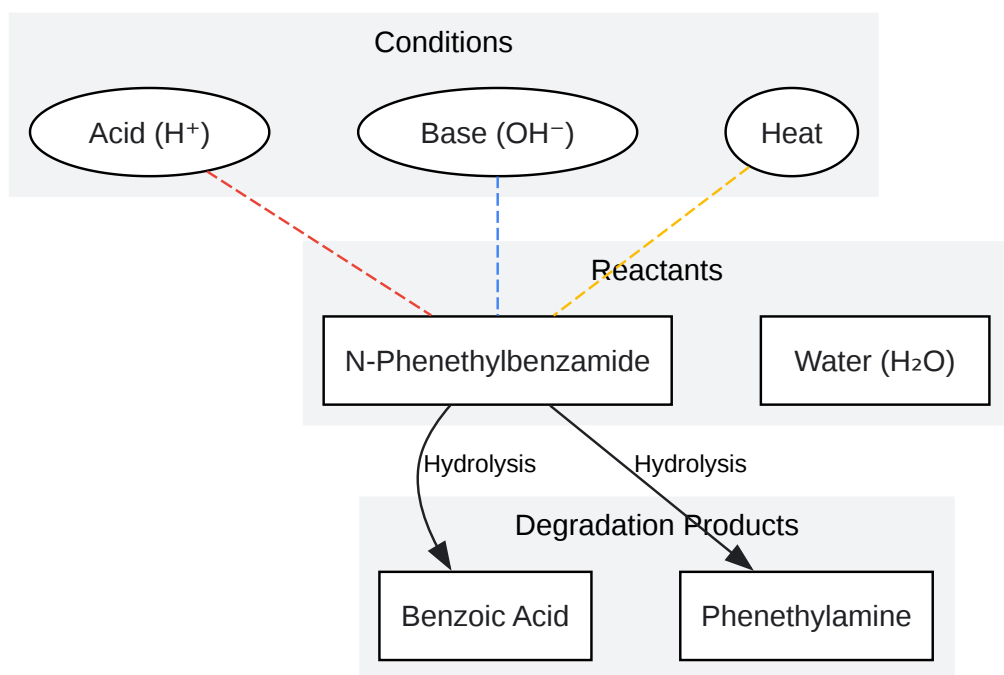 Conditions
Acid (H⁺)
Base (OH⁻)
Heat
Reactants
N-Phenethylbenzamide
Water (H₂O)
Hydrolysis
Hydrolysis
Degradation Products
Benzoic Acid
Phenethylamine